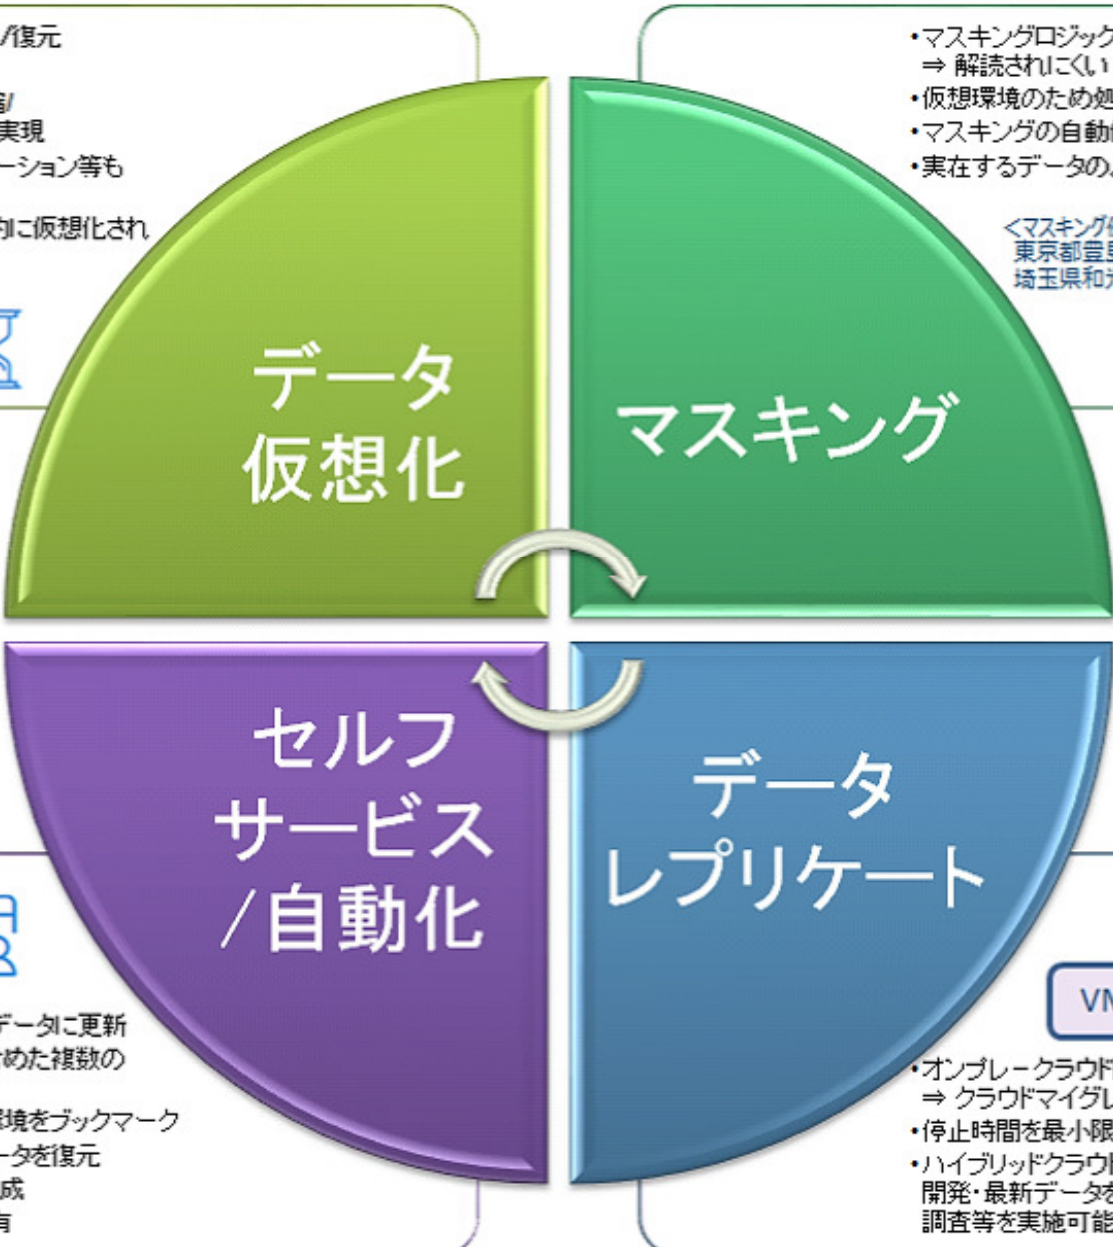 /復元
実現
ーション等も
的に仮想化され
・マスキングロジック
⇒ 解読されにくい
・仮想環境のため処
・マスキングの自動
・実在するデータの
<マスキング
東京都豊
埼玉県和
データ
仮想化
マスキング
セルフ
サービス
/自動化
データ
レプリケート
データに更新
めた複数の
境をブックマーク
ータを復元
成
有
VM
・オンプレークラウド
⇒ クラウドマイグレ
・停止時間を最小限
・ハイブリッドクラウド
開発・最新データを
調査等を実施可能